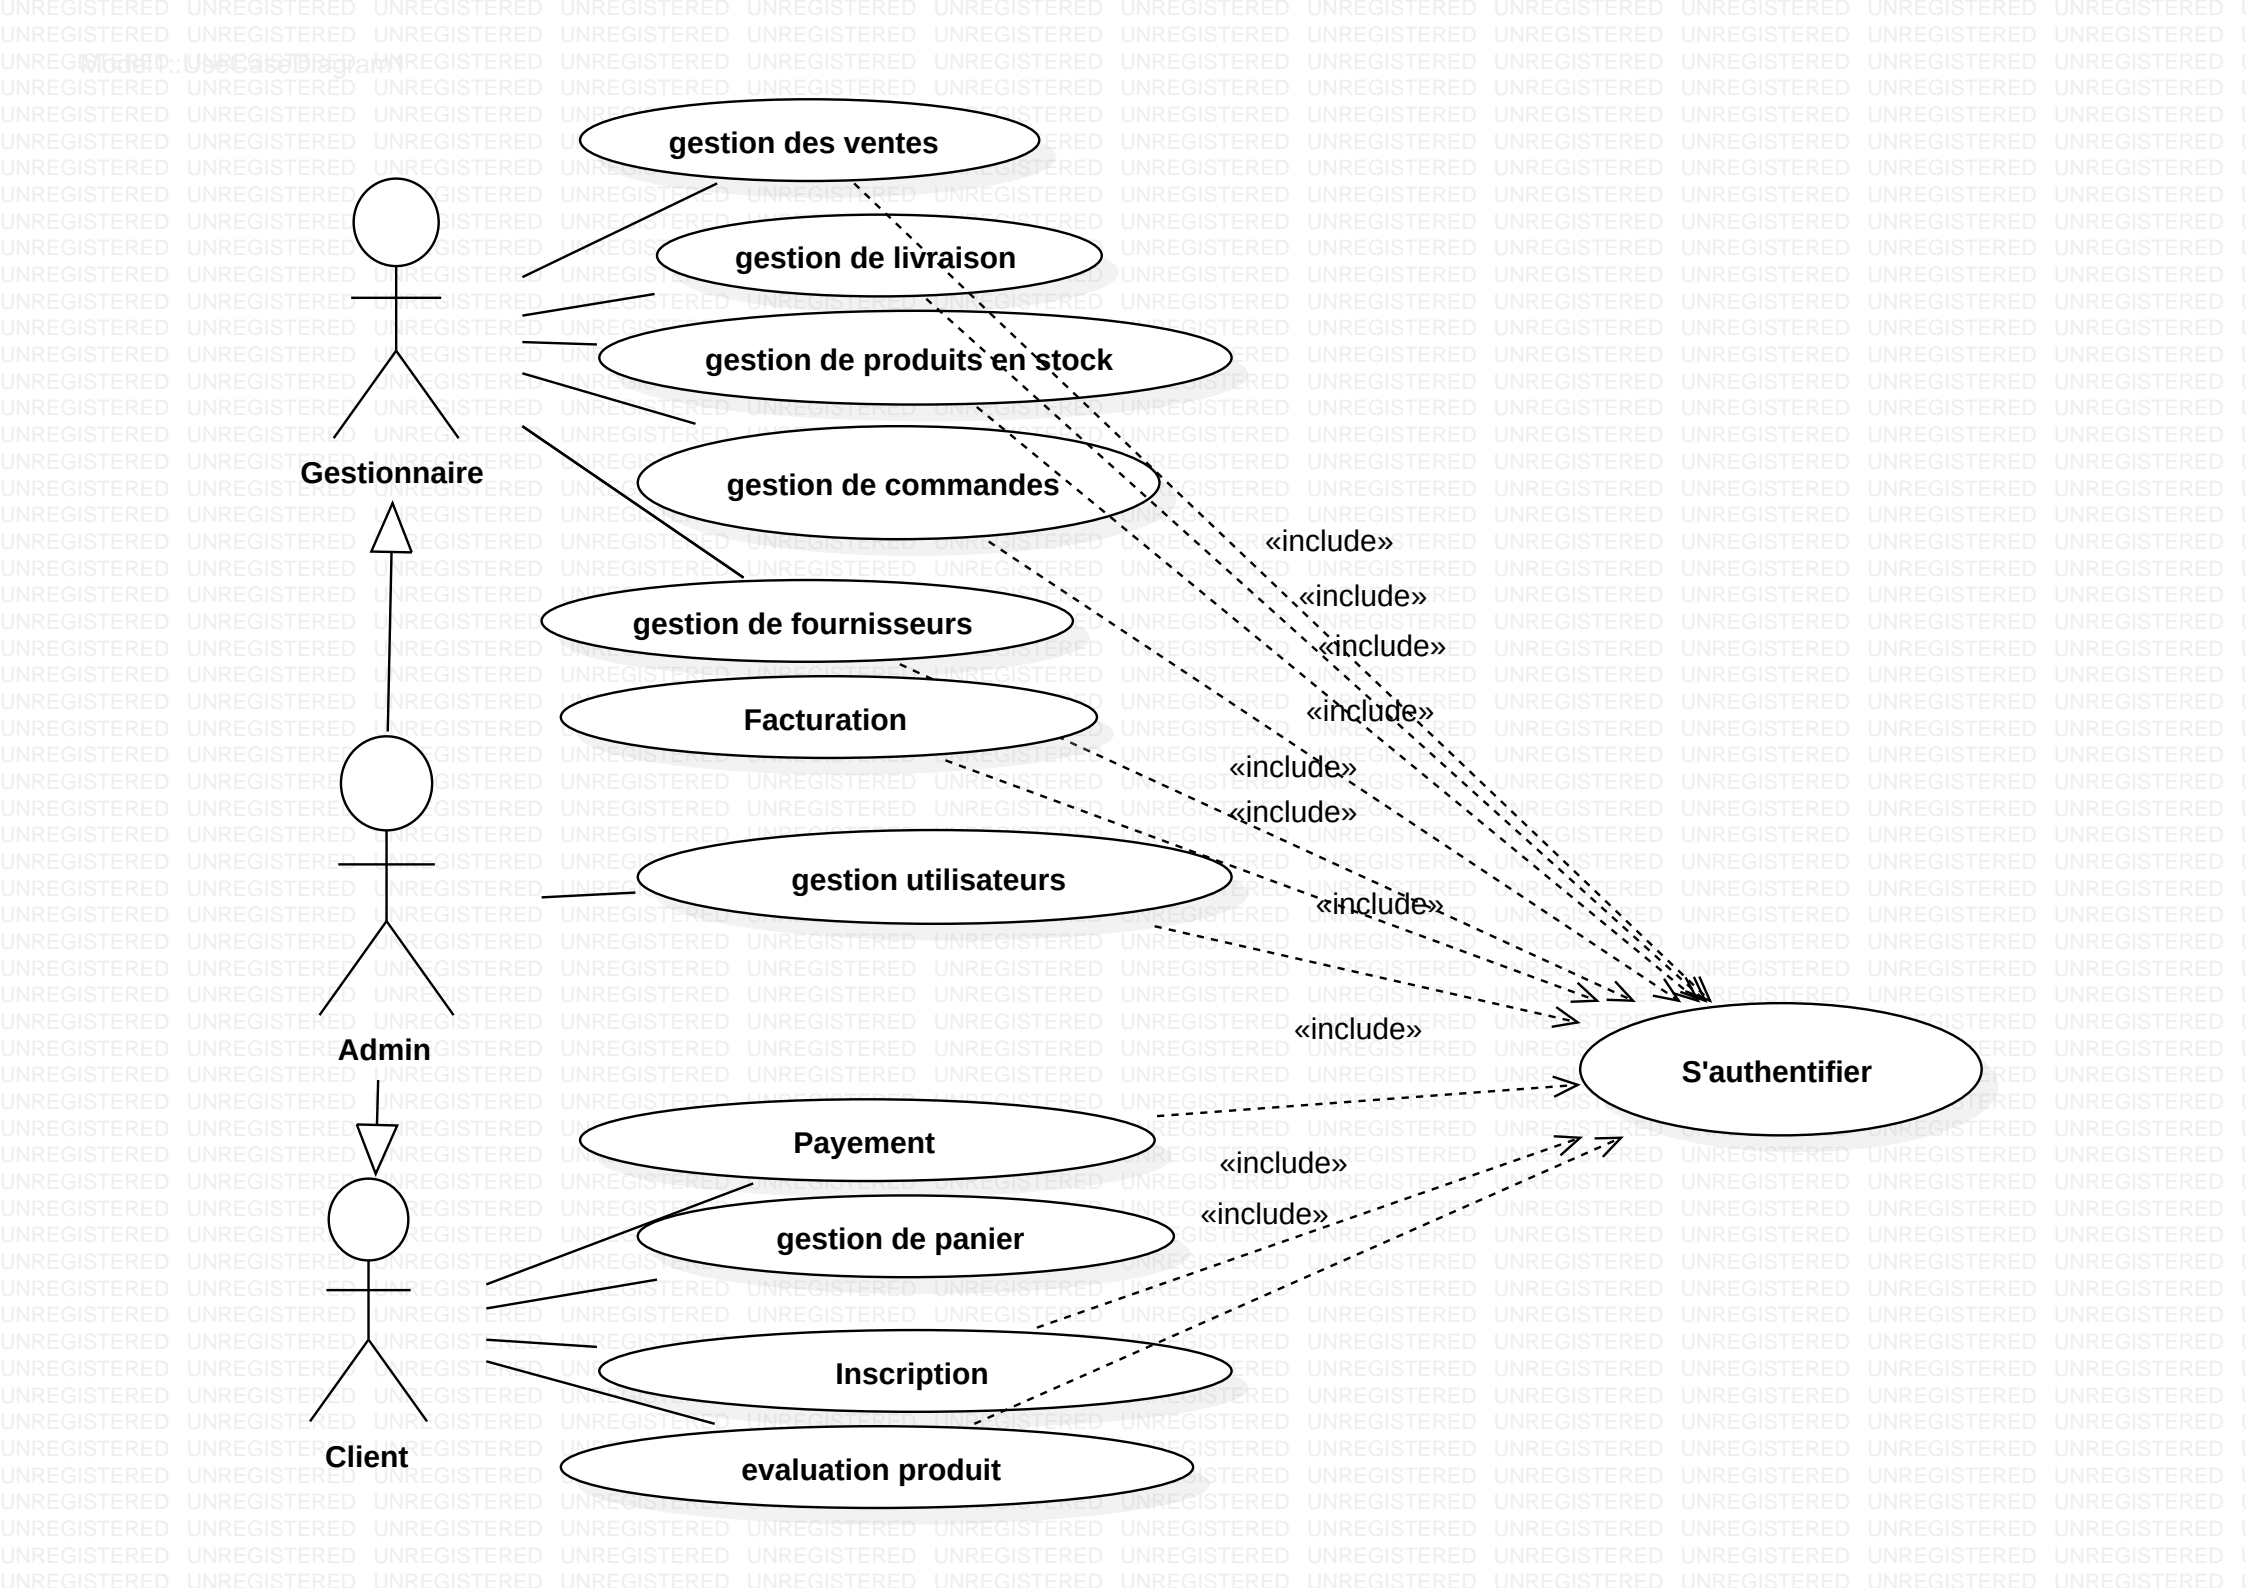 Model1::UseCaseDiagram1
gestion des ventes
gestion de livraison
gestion de produits en stock
Gestionnaire
gestion de commandes
«include»
«include»
gestion de fournisseurs
«include»
Facturation
«include»
«include»
«include»
gestion utilisateurs
«include»
«include»
Admin
S'authentifier
Payement
«include»
«include»
gestion de panier
Inscription
Client
evaluation produit
UNREGISTERED